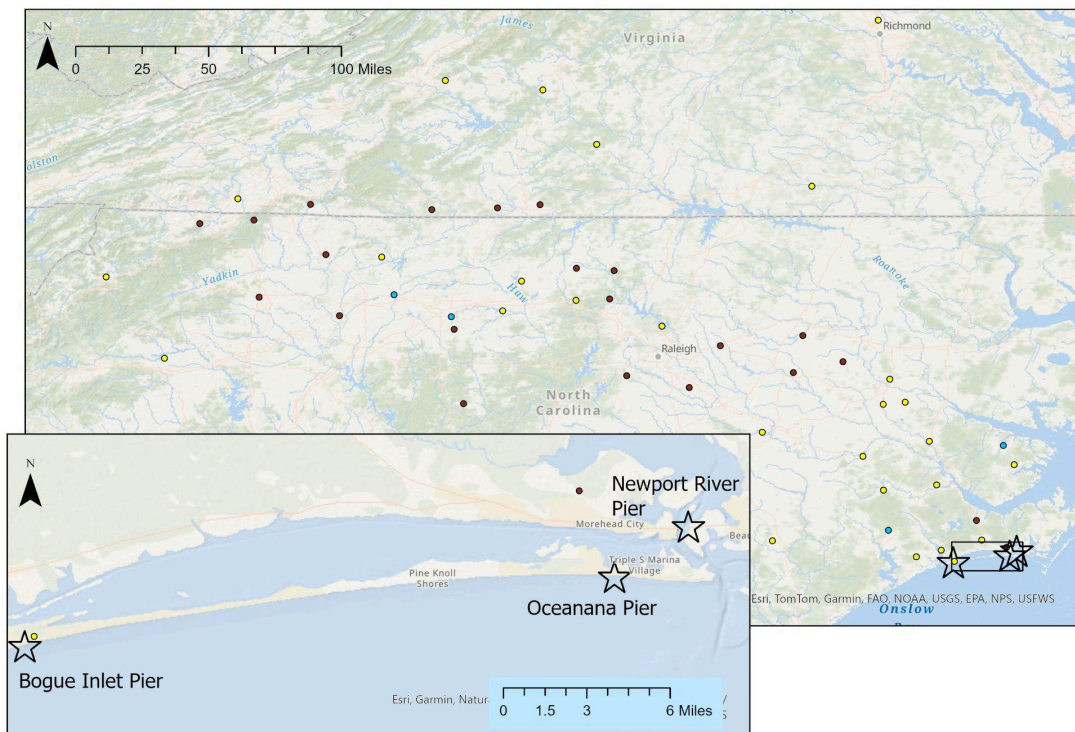 N
0 25 50 100 Miles
James
Virginia
Richmond
olston
Yadkin
Haw
Roanoke
Raleigh
North
Carolina
Esri, TomTom, Garmin, FAO, NOAA, USGS, EPA, NPS, USFWS
Onslow
N
Newport River
Pier
Morehead City
Beau
Triple S Marina
Village
Pine Knoll
Shores
Oceanana Pier
Bogue Inlet Pier
Esri, Garmin, Natur
0 1.5 3 6 Miles